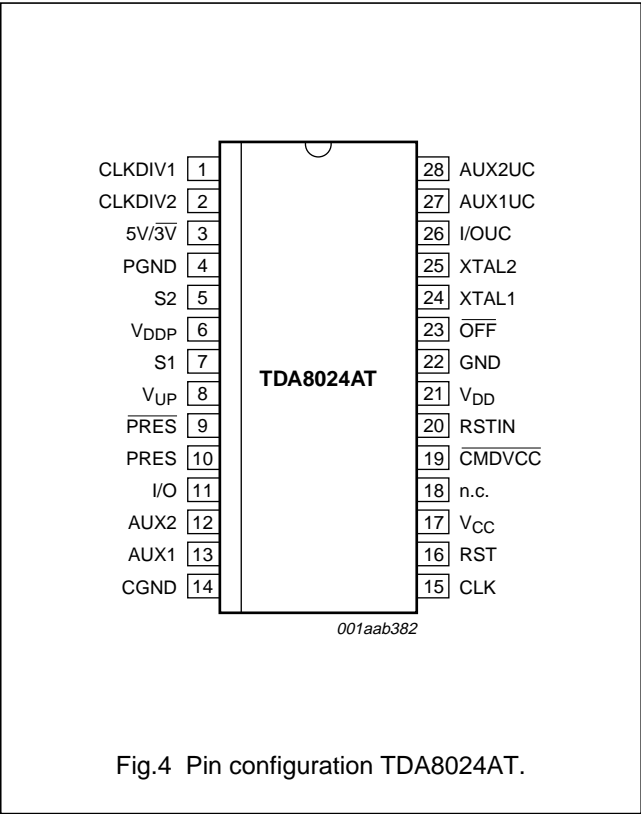 CLKDIV1 1
CLKDIV2 2
5V/3V̅ 3
PGND 4
S2 5
VDDP 6
S1 7
VUP 8
P̅R̅E̅S̅ 9
PRES 10
I/O 11
AUX2 12
AUX1 13
CGND 14
TDA8024AT
28 AUX2UC
27 AUX1UC
26 I/OUC
25 XTAL2
24 XTAL1
23 O̅F̅F̅
22 GND
21 VDD
20 RSTIN
19 C̅M̅D̅V̅C̅C̅
18 n.c.
17 VCC
16 RST
15 CLK
001aab382
Fig.4 Pin configuration TDA8024AT.